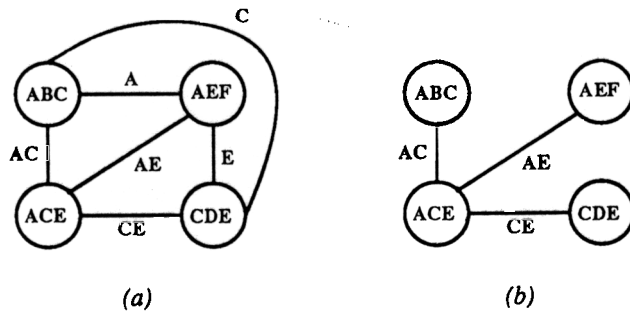 C
ABC A AEF ABC AEF
AC AE E AC AE
ACE CE CDE ACE CE CDE
(a) (b)